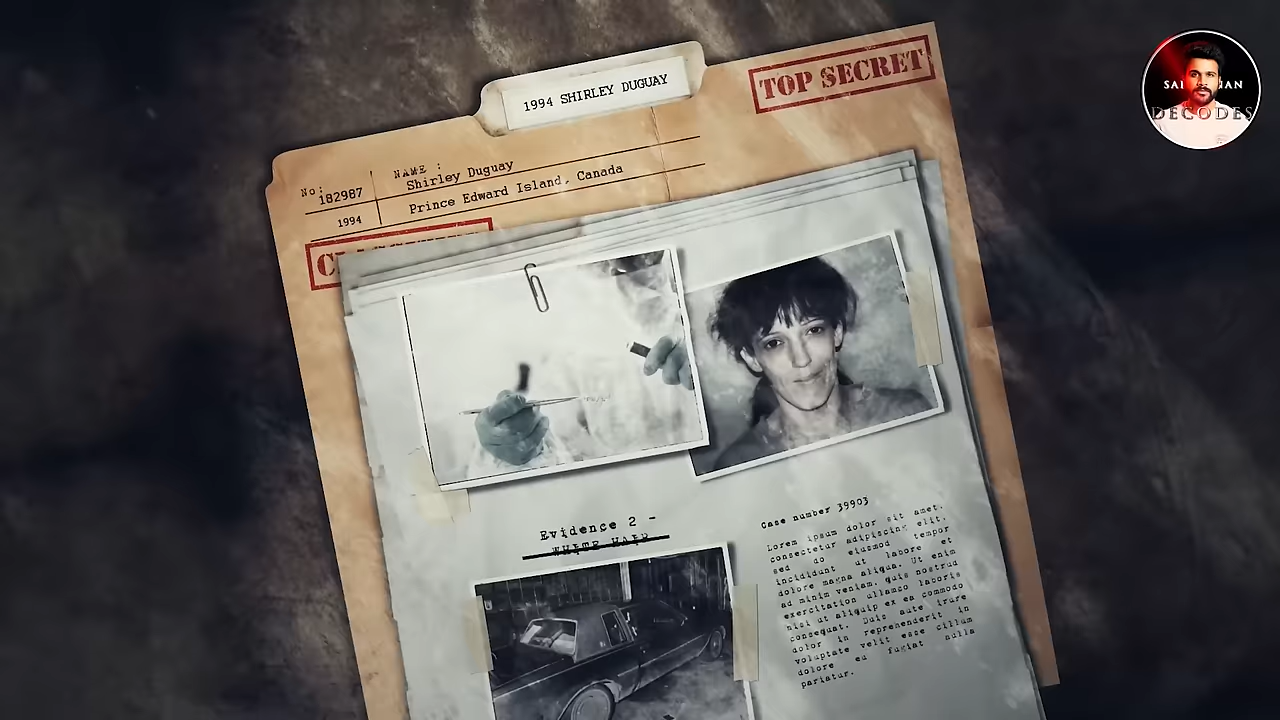 1994 SHIRLEY DUGUAY
TOP SECRET
No:
182987
NAME :
Shirley Duguay
1994
Prince Edward Island, Canada
Evidence 2 -
WHITE HAIR
Case number 39903
Lorem ipsum dolor sit amet,
consectetur adipiscing elit,
sed do eiusmod tempor
incididunt ut labore et
dolore magna aliqua. Ut enim
ad minim veniam, quis nostrud
exercitation ullamco laboris
nisi ut aliquip ex ea commodo
consequat. Duis aute irure
dolor in reprehenderit in
voluptate velit esse cillum
dolore eu fugiat nulla
pariatur.
DECODES